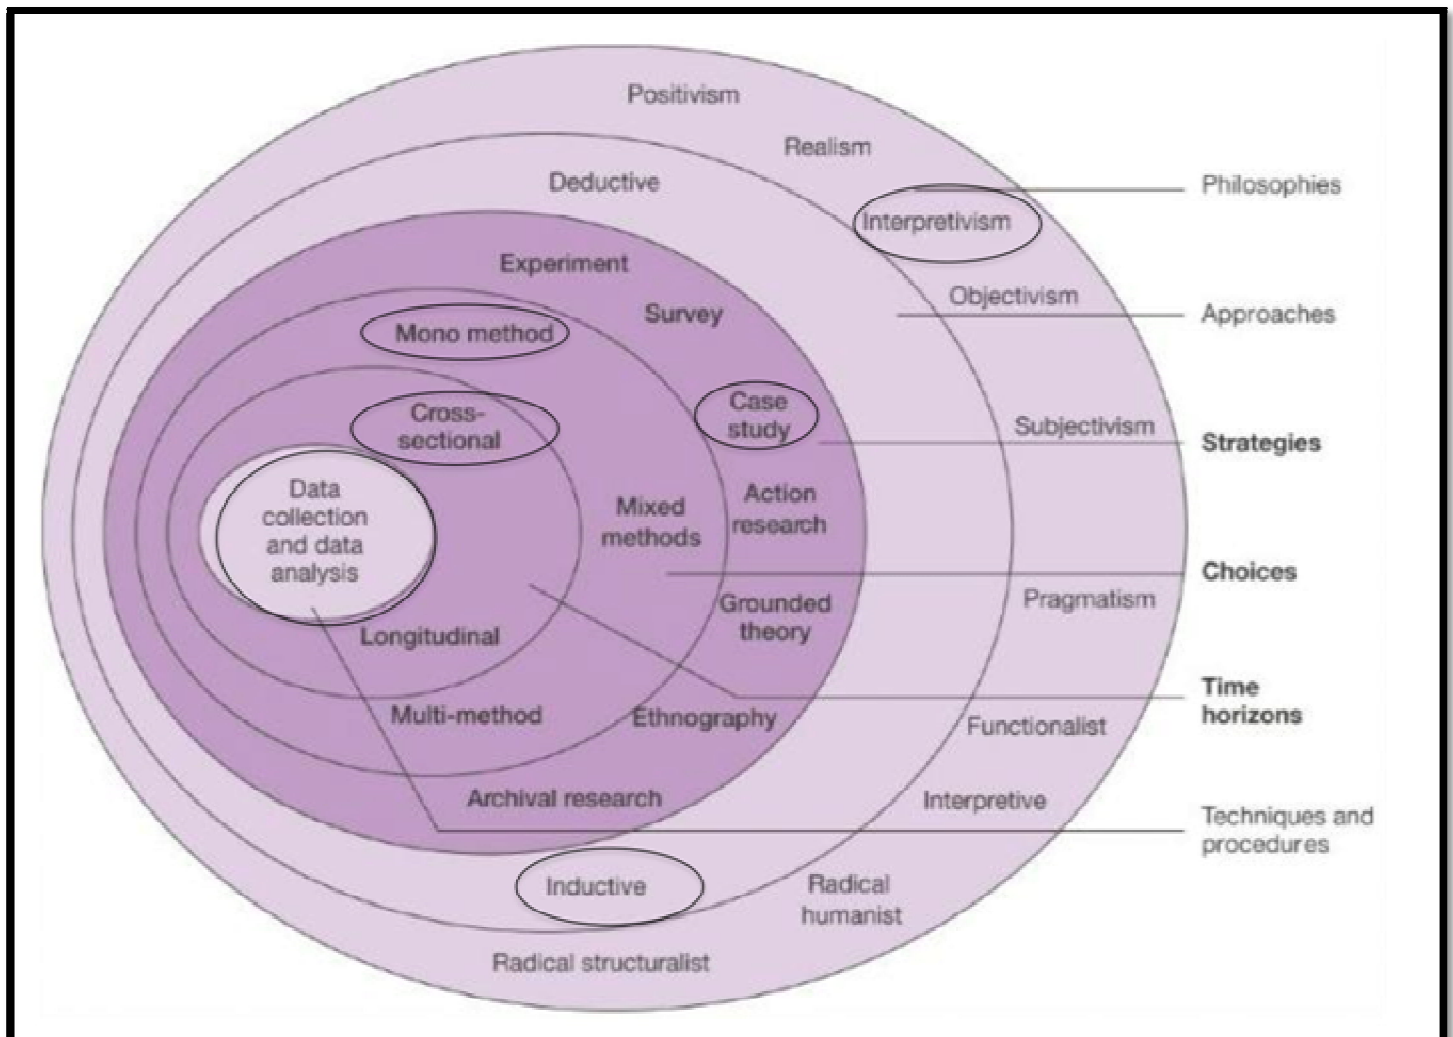 Positivism
Realism
Deductive
Philosophies
Interpretivism
Experiment
Objectivism
Survey
Approaches
Mono method
Case
study
Cross-
sectional
Subjectivism
Strategies
Data
collection
and data
analysis
Mixed
methods
Action
research
Choices
Pragmatism
Grounded
theory
Longitudinal
Time
horizons
Multi-method
Ethnography
Functionalist
Archival research
Interpretive
Techniques and
procedures
Inductive
Radical
humanist
Radical structuralist